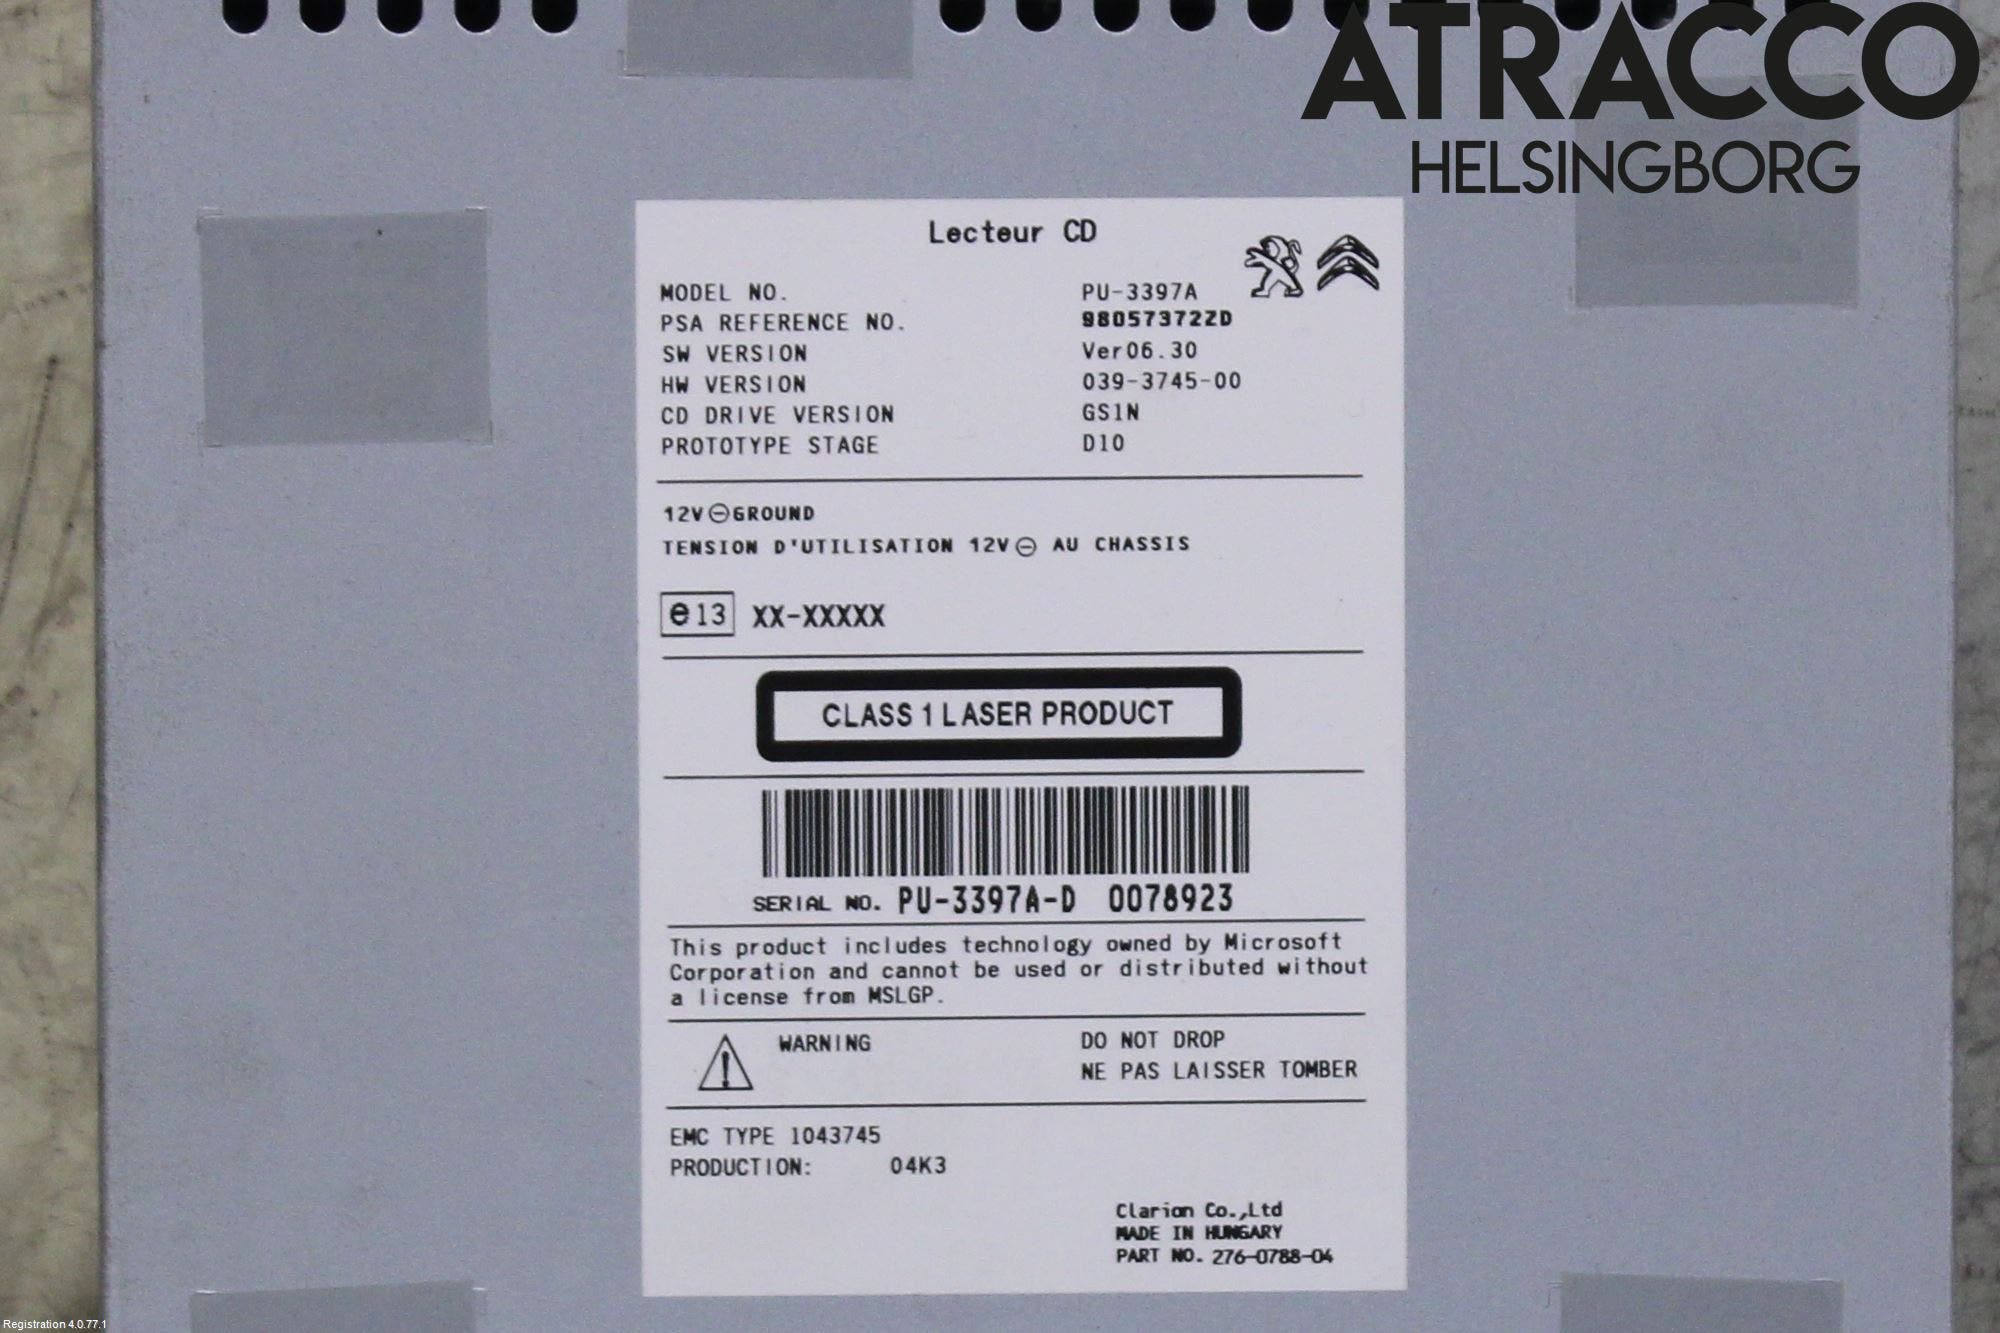 ATRACCO
HELSINGBORG
Lecteur CD
MODEL NO. PU-3397A
PSA REFERENCE NO. 98057372ZD
SW VERSION Ver06.30
HW VERSION 039-3745-00
CD DRIVE VERSION GS1N
PROTOTYPE STAGE D10
12V⊖GROUND
TENSION D'UTILISATION 12V⊖ AU CHASSIS
e13 XX-XXXXX
CLASS 1 LASER PRODUCT
SERIAL NO. PU-3397A-D 0078923
This product includes technology owned by Microsoft
Corporation and cannot be used or distributed without
a license from MSLGP.
WARNING DO NOT DROP
NE PAS LAISSER TOMBER
EMC TYPE 1043745
PRODUCTION: 04K3
Clarion Co.,Ltd
MADE IN HUNGARY
PART NO. 276-0788-04
Registration 4.0.77.1